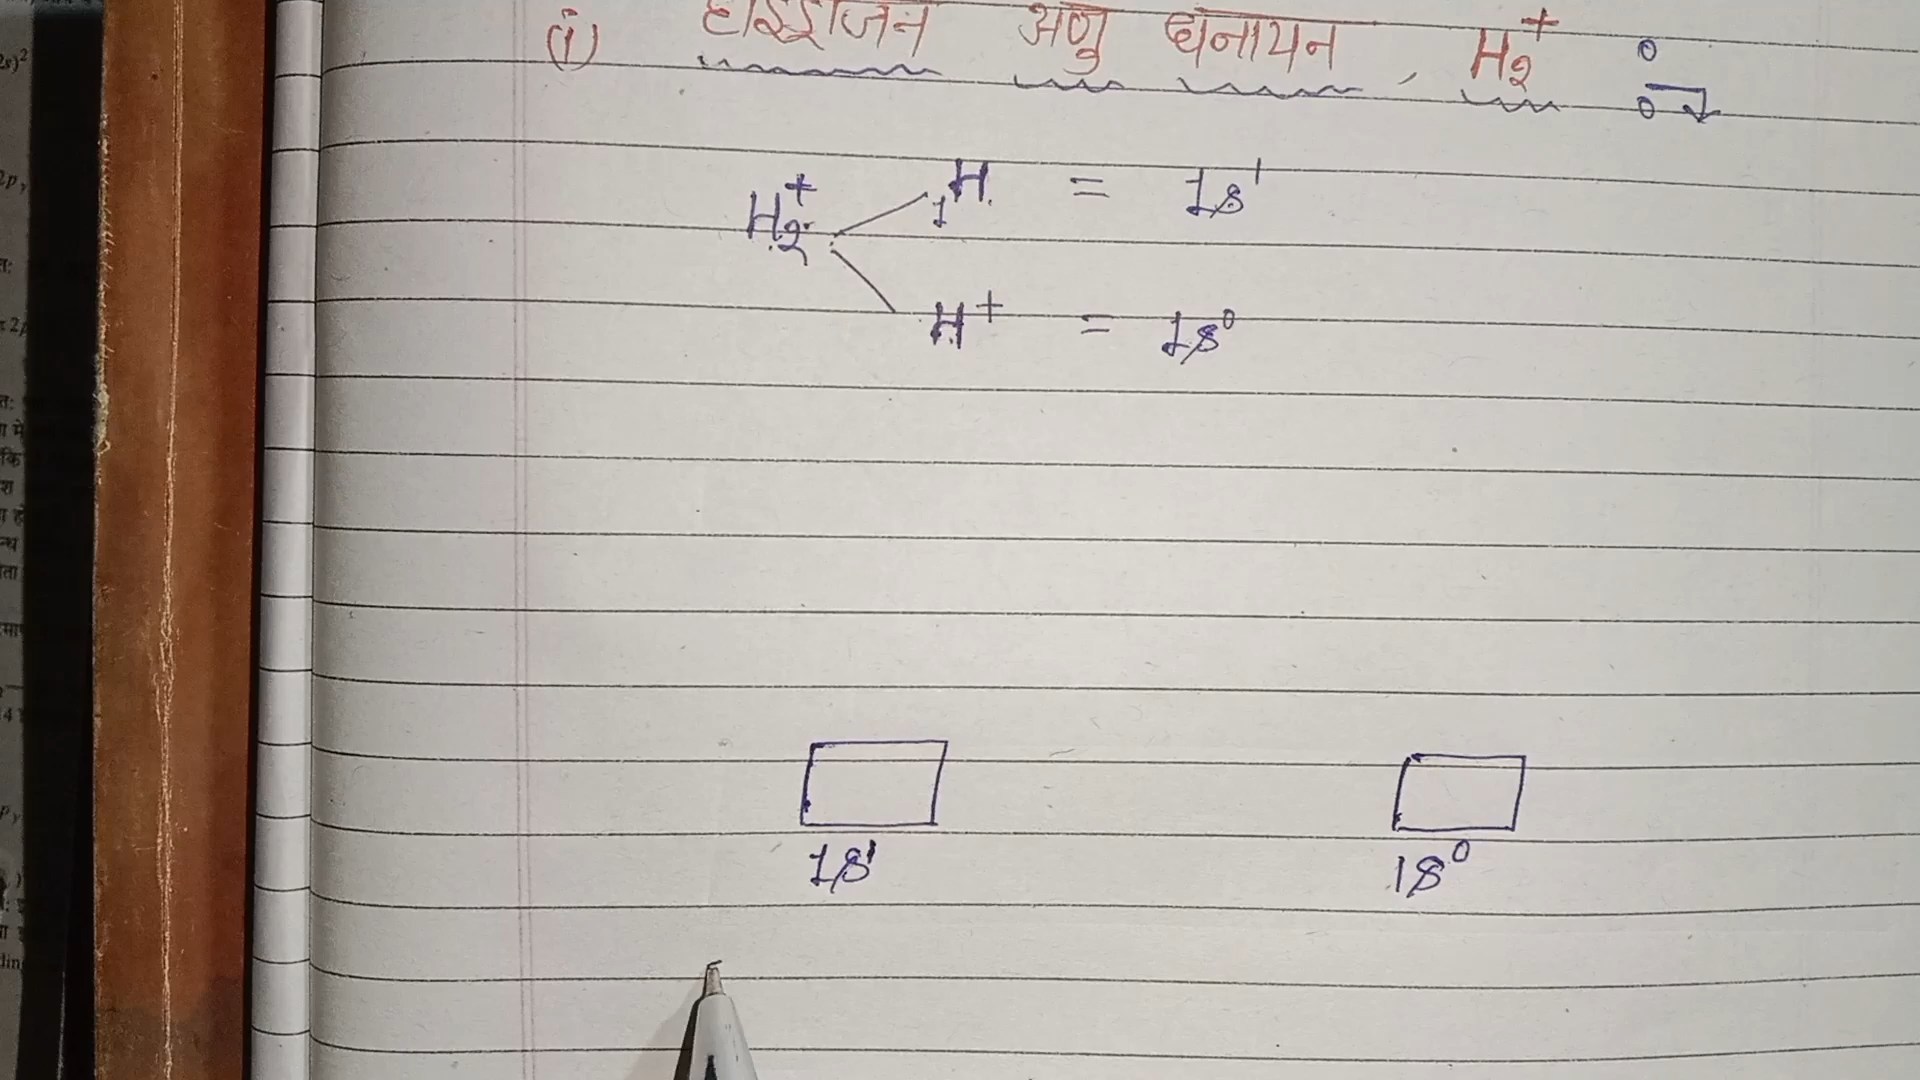 (i) हाइड्रोजन अणु धनायन, H₂⁺ :→
H₂⁺ ₁H = 1s¹
H⁺ = 1s⁰
1s¹ 1s⁰